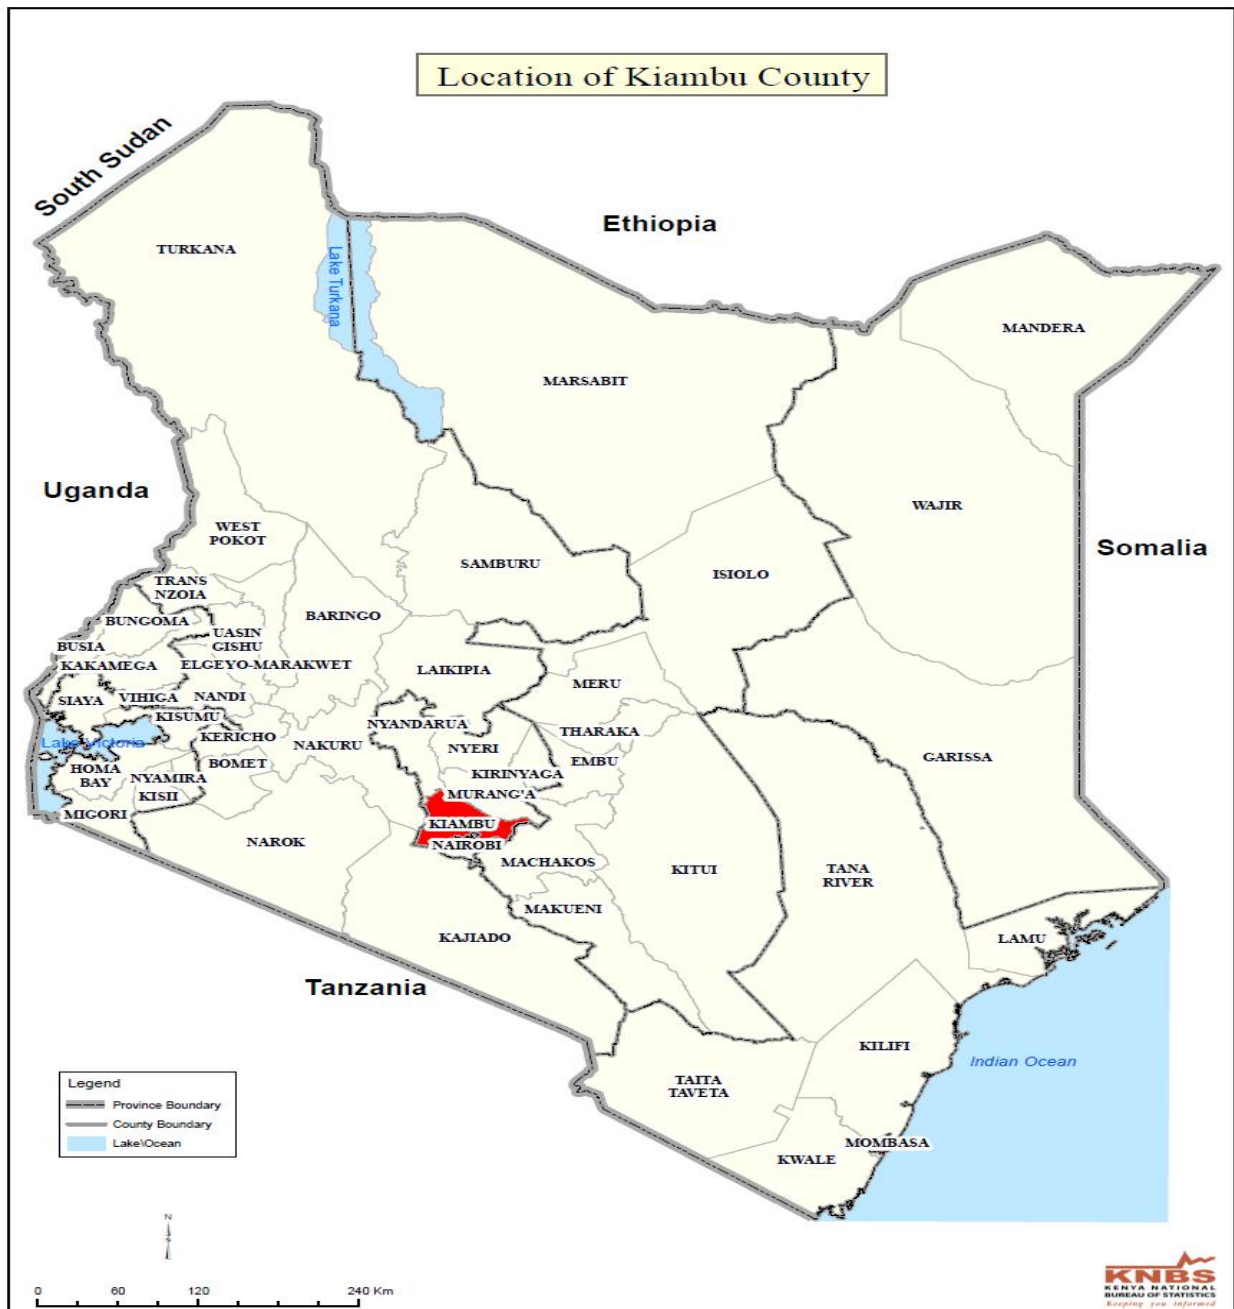 Location of Kiambu County
South Sudan
Ethiopia
TURKANA
Lake Turkana
MANDERA
MARSABIT
Uganda
WAJIR
WEST
POKOT
Somalia
SAMBURU
ISIOLO
TRANS
NZOIA
BARINGO
BUNGOMA
UASIN
GISHU
BUSIA
KAKAMEGA
ELGEYO-MARAKWET
LAIKIPIA
MERU
SIAYA
VIHIGA
NANDI
KISUMU
NYANDARUA
THARAKA
Lake Victoria
KERICHO
NAKURU
NYERI
GARISSA
BOMET
EMBU
HOMA
BAY
NYAMIRA
KIRINYAGA
KISII
MURANG'A
MIGORI
KIAMBU
NAROK
NAIROBI
MACHAKOS
KITUI
TANA
RIVER
MAKUENI
KAJIADO
LAMU
Tanzania
KILIFI
Indian Ocean
TAITA
TAVETA
MOMBASA
KWALE
Legend
Province Boundary
County Boundary
Lake\Ocean
N
S
0 60 120 240 Km
KNBS
KENYA NATIONAL
BUREAU OF STATISTICS
Keeping you informed